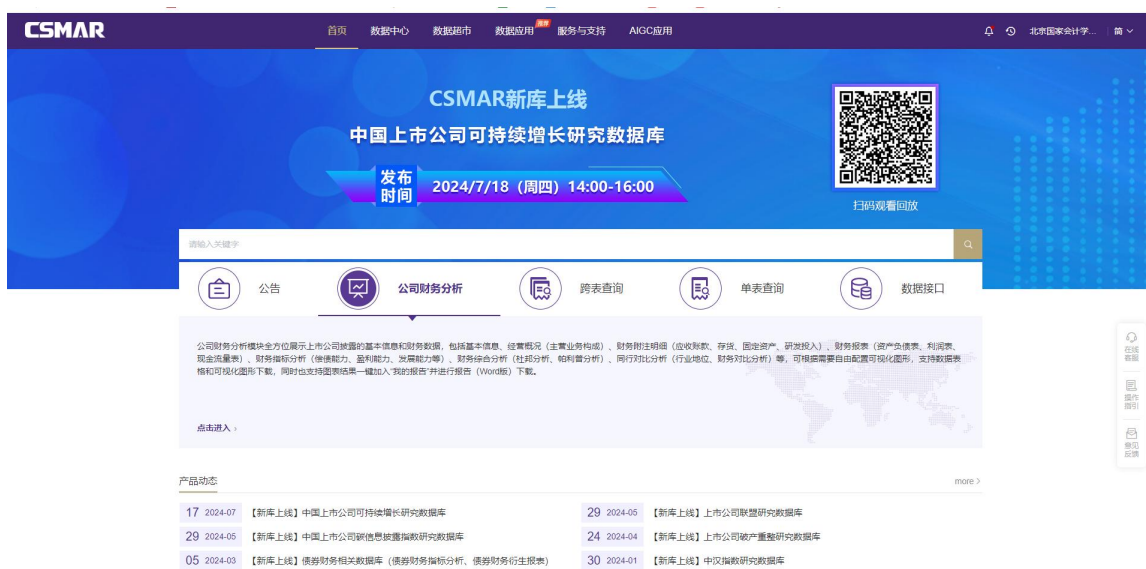 CSMAR
首页 数据中心 数据超市 数据应用 推荐 服务与支持 AIGC应用 北京国家会计学... 简
CSMAR新库上线
中国上市公司可持续增长研究数据库
发布时间 2024/7/18（周四）14:00-16:00
扫码观看回放
请输入关键字
公告 公司财务分析 跨表查询 单表查询 数据接口
公司财务分析模块全方位展示上市公司披露的基本信息和财务数据，包括基本信息、经营概况（主营业务构成）、财务附注明细（应收账款、存货、固定资产、研发投入）、财务报表（资产负债表、利润表、
现金流量表）、财务指标分析（偿债能力、盈利能力、发展能力等）、财务综合分析（杜邦分析、帕利普分析）、同行对比分析（行业地位、财务对比分析）等，可根据需要自由配置可视化图形，支持数据表
格和可视化图形下载，同时也支持图表结果一键加入“我的报告”并进行报告（Word版）下载。
点击进入
在线客服
操作指引
意见反馈
产品动态 more
17 2024-07 【新库上线】中国上市公司可持续增长研究数据库 29 2024-05 【新库上线】上市公司联盟研究数据库
29 2024-05 【新库上线】中国上市公司碳信息披露指数研究数据库 24 2024-04 【新库上线】上市公司破产重整研究数据库
05 2024-03 【新库上线】债券财务相关数据库（债券财务指标分析、债券财务衍生报表） 30 2024-01 【新库上线】中汉指数研究数据库